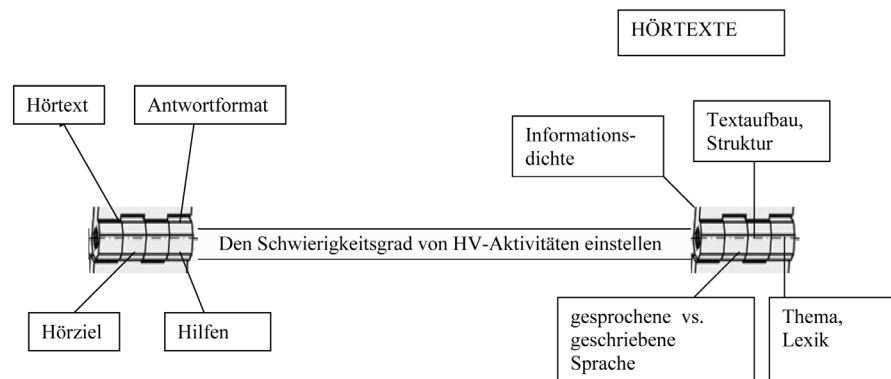 HÖRTEXTE
Hörtext
Antwortformat
Informations-
dichte
Textaufbau,
Struktur
Den Schwierigkeitsgrad von HV-Aktivitäten einstellen
Hörziel
Hilfen
gesprochene vs.
geschriebene
Sprache
Thema,
Lexik